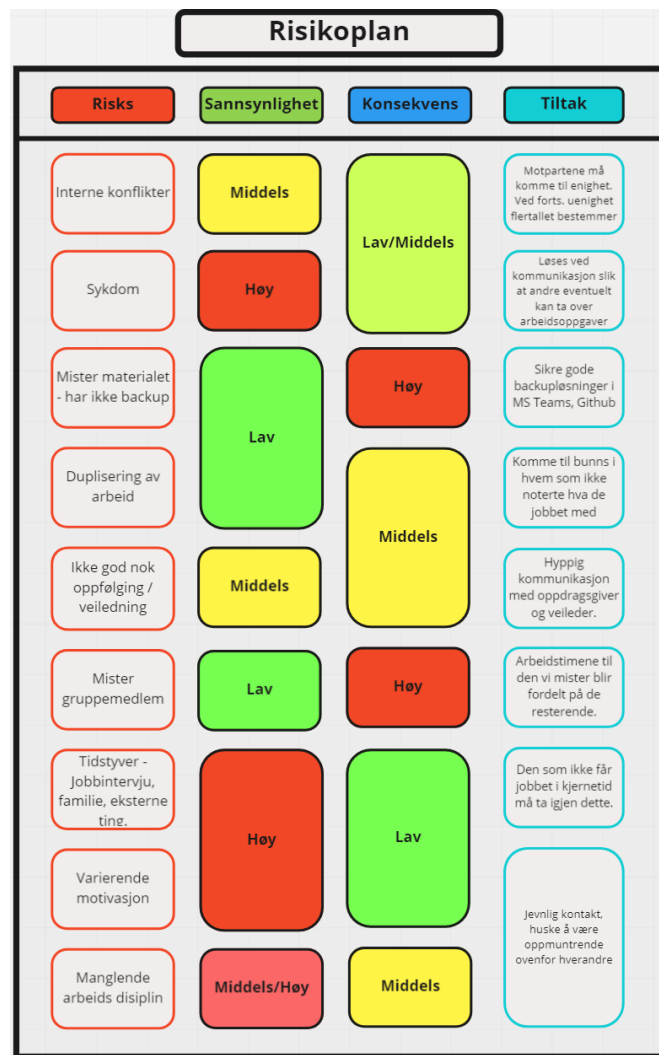 Risikoplan
Risks
Sannsynlighet
Konsekvens
Tiltak
Interne konflikter
Middels
Lav/Middels
Motpartene må
komme til enighet.
Ved forts. uenighet
flertallet bestemmer
Sykdom
Høy
Løses ved
kommunikasjon slik
at andre eventuelt
kan ta over
arbeidsoppgaver
Mister materialet
- har ikke backup
Lav
Høy
Sikre gode
backupløsninger i
MS Teams, Github
Duplisering av
arbeid
Middels
Komme til bunns i
hvem som ikke
noterte hva de
jobbet med
Ikke god nok
oppfølging /
veiledning
Middels
Hyppig
kommunikasjon
med oppdragsgiver
og veileder.
Mister
gruppemedlem
Lav
Høy
Arbeidstimene til
den vi mister blir
fordelt på de
resterende.
Tidstyver -
Jobbintervju,
familie, eksterne
ting.
Høy
Lav
Den som ikke får
jobbet i kjernetid
må ta igjen dette.
Varierende
motivasjon
Jevnlig kontakt,
huske å være
oppmuntrende
ovenfor hverandre
Manglende
arbeids disiplin
Middels/Høy
Middels